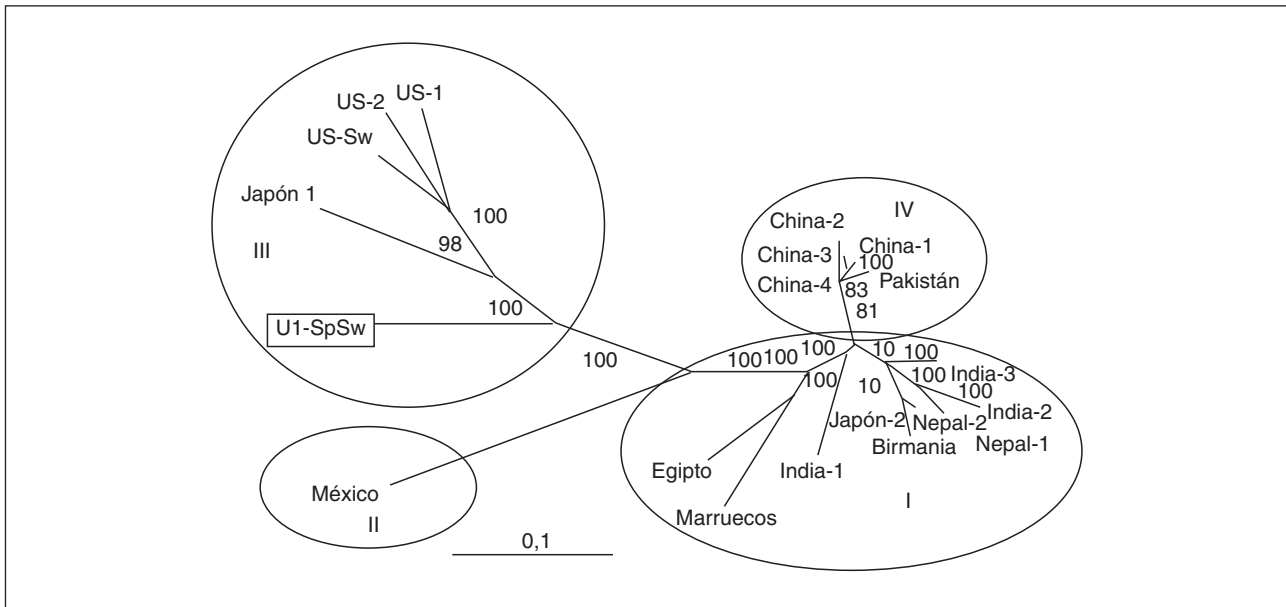 US-1
US-2
US-Sw
Japón 1
100
98
III
100
U1-SpSw
100
IV
China-2
China-3
China-1
100
China-4
Pakistán
83
81
100 100
100
10
100
100
10
100
India-3
100
India-2
Japón-2
Nepal-2
Birmania
Nepal-1
Egipto
India-1
Marruecos
I
México
II
0,1